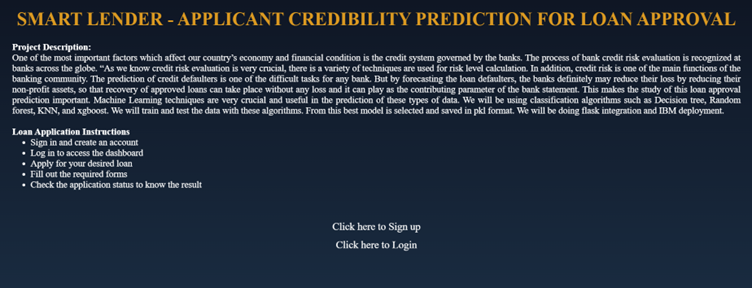 SMART LENDER - APPLICANT CREDIBILITY PREDICTION FOR LOAN APPROVAL
Project Description:
One of the most important factors which affect our country's economy and financial condition is the credit system governed by the banks. The process of bank credit risk evaluation is recognized at
banks across the globe. “As we know credit risk evaluation is very crucial, there is a variety of techniques are used for risk level calculation. In addition, credit risk is one of the main functions of the
banking community. The prediction of credit defaulters is one of the difficult tasks for any bank. But by forecasting the loan defaulters, the banks definitely may reduce their loss by reducing their
non-profit assets, so that recovery of approved loans can take place without any loss and it can play as the contributing parameter of the bank statement. This makes the study of this loan approval
prediction important. Machine Learning techniques are very crucial and useful in the prediction of these types of data. We will be using classification algorithms such as Decision tree, Random
forest, KNN, and xgboost. We will train and test the data with these algorithms. From this best model is selected and saved in pkl format. We will be doing flask integration and IBM deployment.
Loan Application Instructions
• Sign in and create an account
• Log in to access the dashboard
• Apply for your desired loan
• Fill out the required forms
• Check the application status to know the result
Click here to Sign up
Click here to Login